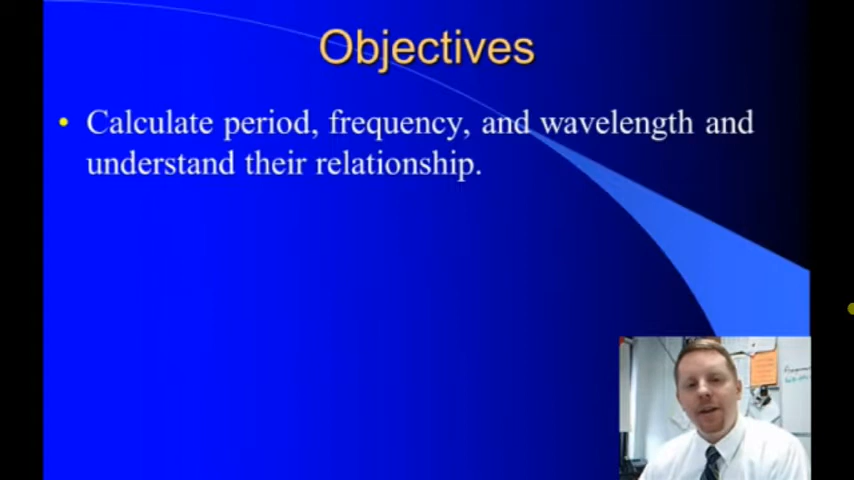 Objectives
• Calculate period, frequency, and wavelength and
understand their relationship.